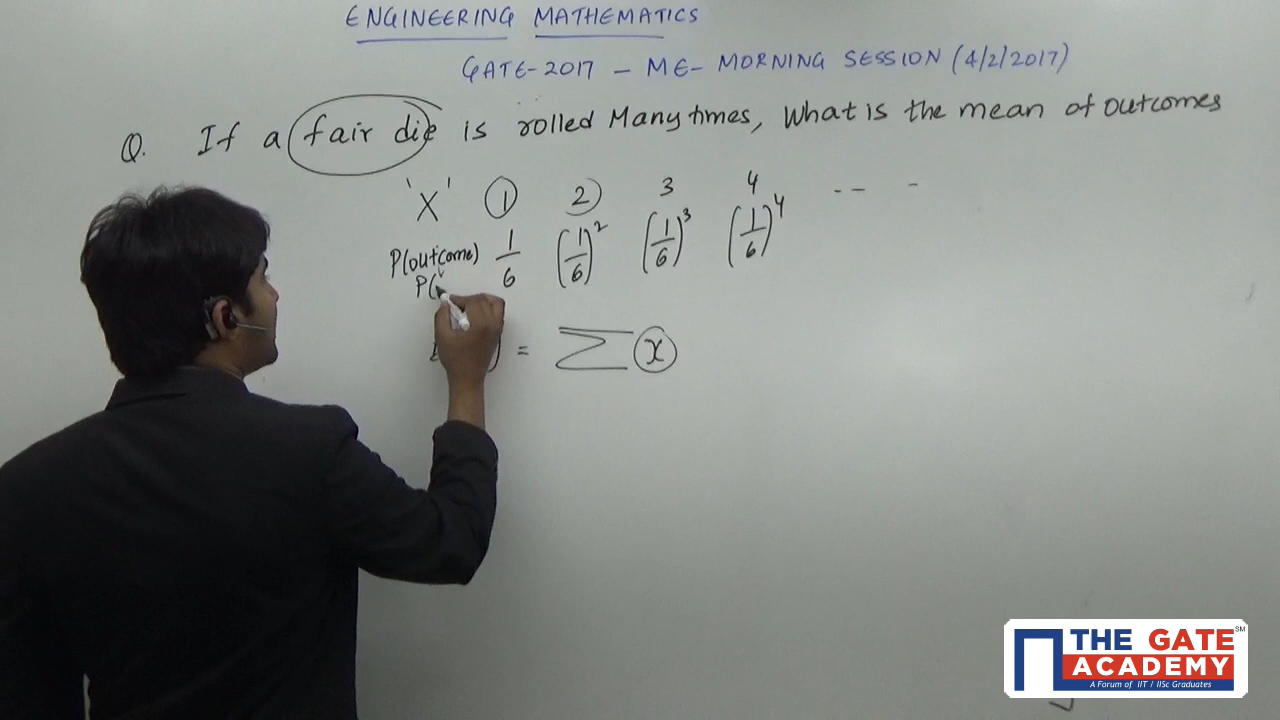 ENGINEERING MATHEMATICS
GATE-2017 - ME- MORNING SESSION (4/2/2017)
Q. If a fair die is rolled Many times, What is the mean of outcomes
'X' 1 2 3 4 -- -
P(outcome) 1/6 (1/6)² (1/6)³ (1/6)⁴
P(
= Σ x
THE GATE ACADEMY SM
A Forum of IIT / IISc Graduates